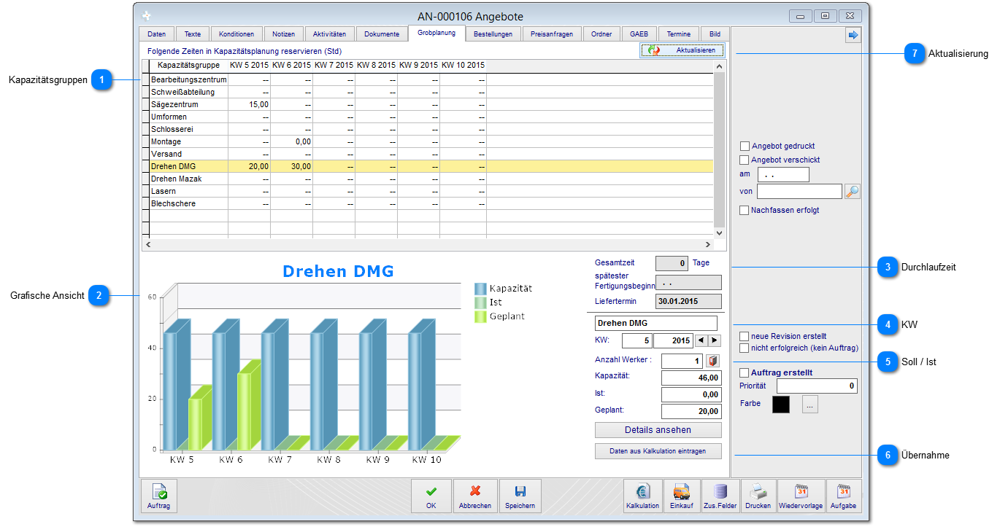 AN-000106 Angebote
Daten Texte Konditionen Notizen Aktivitäten Dokumente Grobplanung Bestellungen Preisanfragen Ordner GAEB Termine Bild
Folgende Zeiten in Kapazitätsplanung reservieren (Std)
Aktualisieren
7 Aktualisierung
Kapazitätsgruppe KW 5 2015 KW 6 2015 KW 7 2015 KW 8 2015 KW 9 2015 KW 10 2015
Kapazitätsgruppen 1
Bearbeitungszentrum -- -- -- -- -- --
Schweißabteilung -- -- -- -- -- --
Sägezentrum 15,00 -- -- -- -- --
Umformen -- -- -- -- -- --
Schlosserei -- -- -- -- -- --
Montage -- 0,00 -- -- -- --
Versand -- -- -- -- -- --
Drehen DMG 20,00 30,00 -- -- -- --
Drehen Mazak -- -- -- -- -- --
Lasern -- -- -- -- -- --
Blechschere -- -- -- -- -- --
Angebot gedruckt
Angebot verschickt
am . .
von
Nachfassen erfolgt
Grafische Ansicht 2
Drehen DMG
Kapazität
Ist
Geplant
60
40
20
0
KW 5 KW 6 KW 7 KW 8 KW 9 KW 10
Gesamtzeit 0 Tage
spätester
Fertigungsbeginn . .
Liefertermin 30.01.2015
3 Durchlaufzeit
Drehen DMG
4 KW
KW: 5 2015
Anzahl Werker : 1
5 Soll / Ist
Kapazität: 46,00
Ist: 0,00
Geplant: 20,00
Details ansehen
Daten aus Kalkulation eintragen
6 Übernahme
neue Revision erstellt
nicht erfolgreich (kein Auftrag)
Auftrag erstellt
Priorität 0
Farbe ...
Auftrag OK Abbrechen Speichern Kalkulation Einkauf Zus.Felder Drucken 31 Wiedervorlage 31 Aufgabe